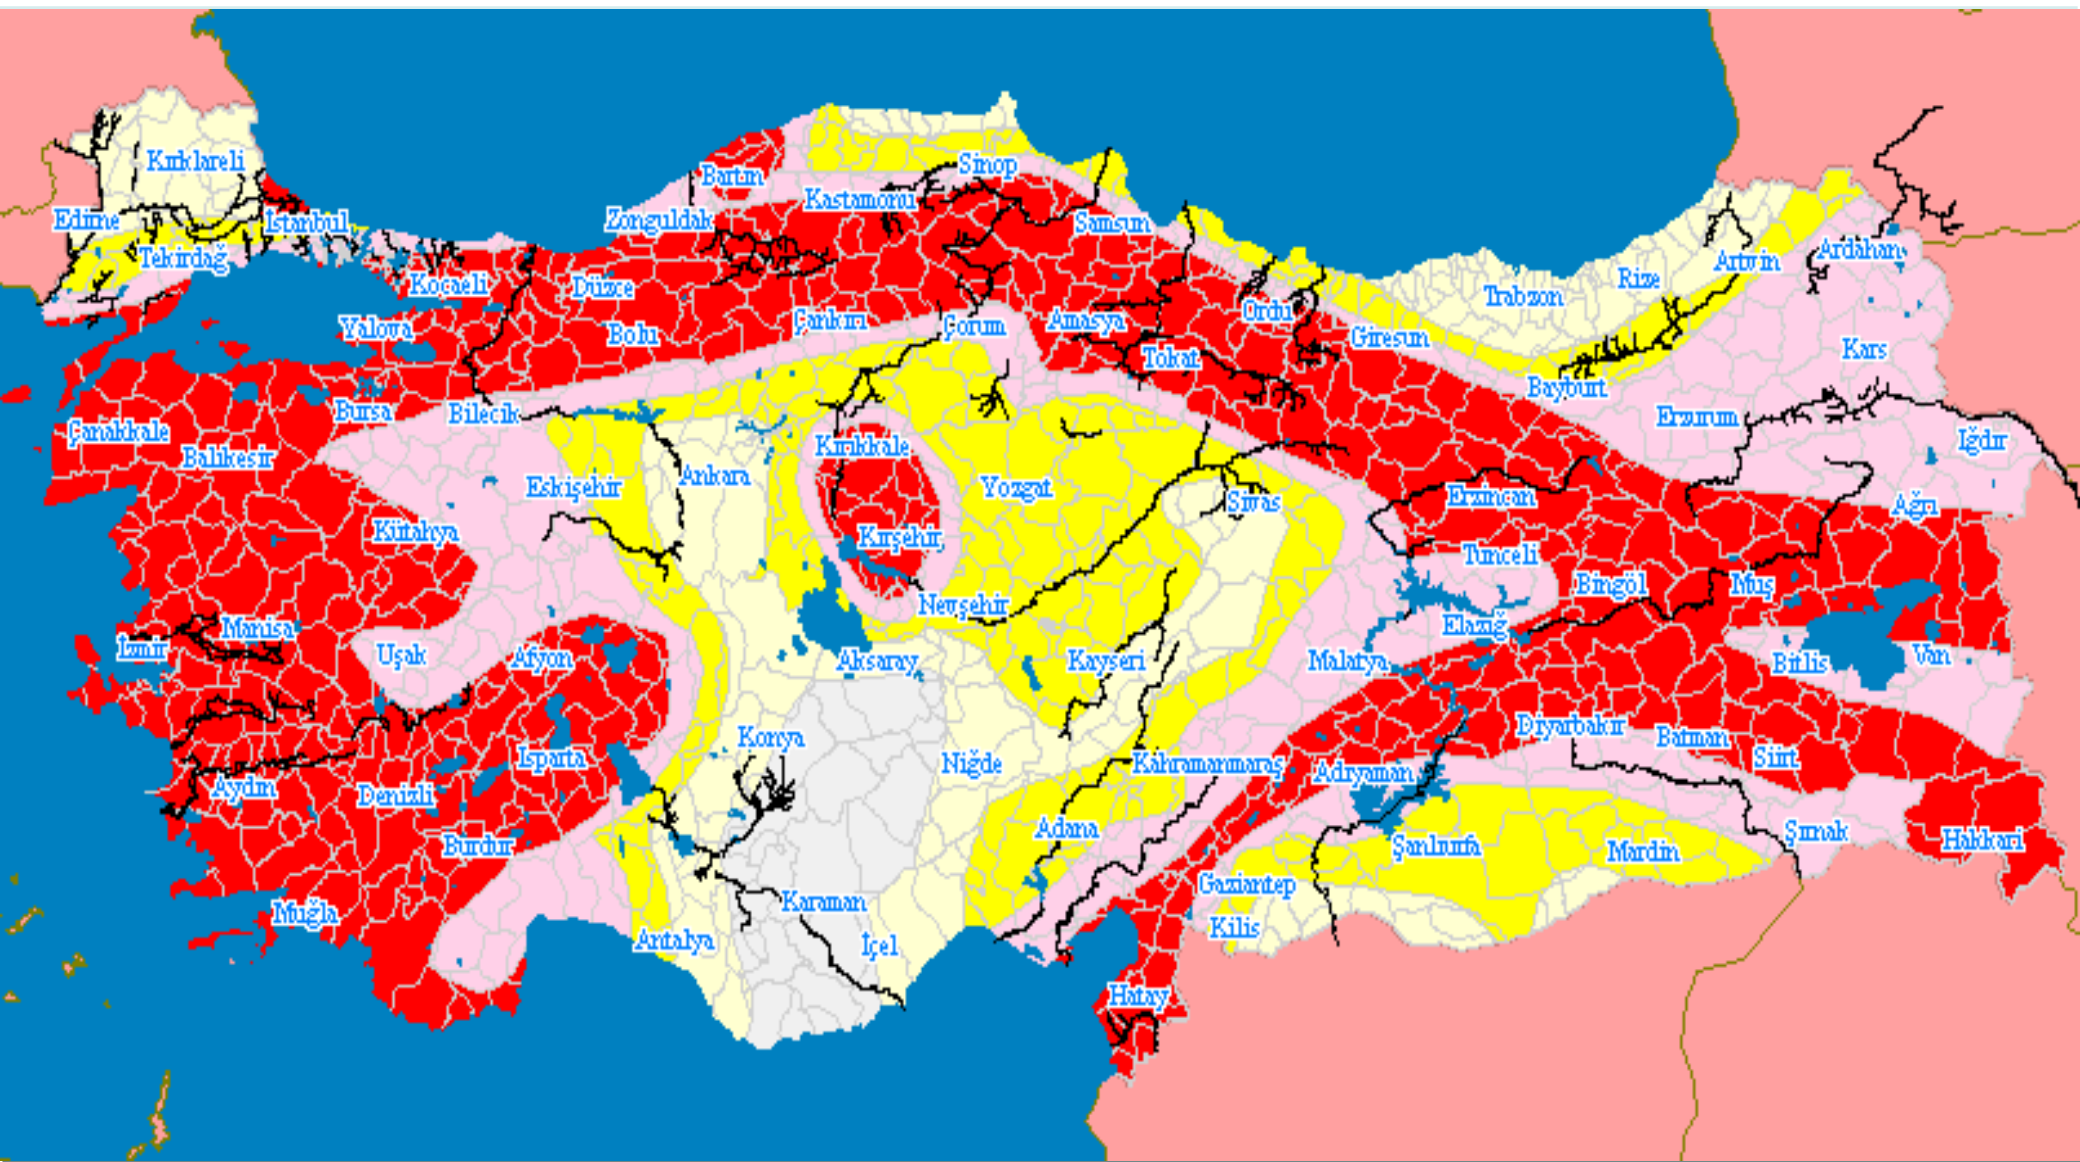 Kırklareli
Edirne
Tekirdağ
İstanbul
Kocaeli
Yalova
Bartın
Zonguldak
Kastamonu
Sinop
Samsun
Düzce
Bolu
Çankırı
Çorum
Amasya
Tokat
Ordu
Giresun
Trabzon
Rize
Artvin
Ardahan
Kars
Bayburt
Erzurum
Iğdır
Ağrı
Çanakkale
Balıkesir
Bursa
Bilecik
Eskişehir
Ankara
Kırıkkale
Kırşehir
Yozgat
Sivas
Erzincan
Tunceli
Bingöl
Muş
Kütahya
Manisa
İzmir
Uşak
Afyon
Aksaray
Nevşehir
Kayseri
Malatya
Elazığ
Bitlis
Van
Aydın
Denizli
Isparta
Burdur
Konya
Niğde
Kahramanmaraş
Adıyaman
Diyarbakır
Batman
Siirt
Şırnak
Hakkari
Muğla
Antalya
Karaman
İçel
Adana
Gaziantep
Kilis
Şanlıurfa
Mardin
Hatay